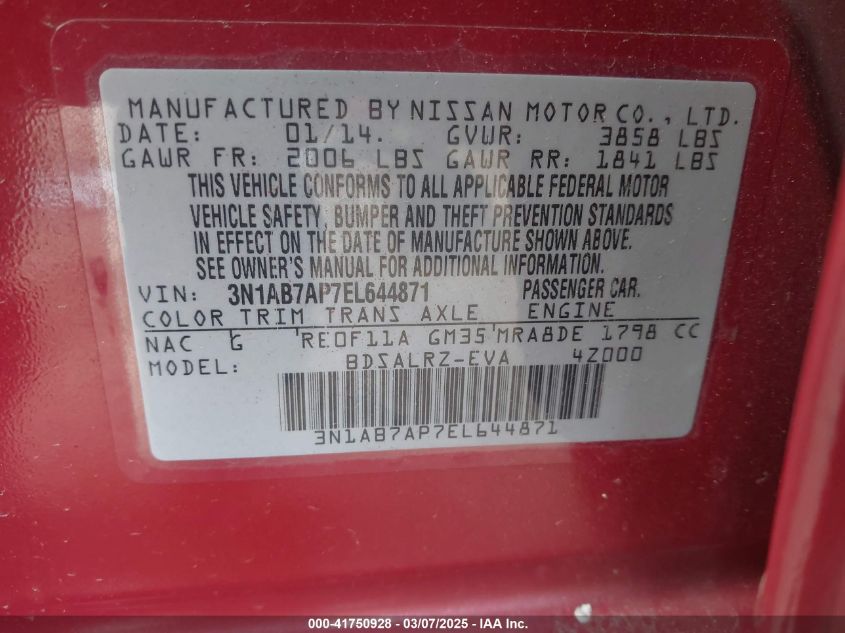 MANUFACTURED BY NISSAN MOTOR CO., LTD.
DATE: 01/14. GVWR: 3858 LBS
GAWR FR: 2006 LBS GAWR RR: 1841 LBS
THIS VEHICLE CONFORMS TO ALL APPLICABLE FEDERAL MOTOR
VEHICLE SAFETY, BUMPER AND THEFT PREVENTION STANDARDS
IN EFFECT ON THE DATE OF MANUFACTURE SHOWN ABOVE.
SEE OWNER'S MANUAL FOR ADDITIONAL INFORMATION.
VIN: 3N1AB7AP7EL644871 PASSENGER CAR.
COLOR TRIM TRANS AXLE ENGINE
NAC G 'RE0F11A GM35'MRA8DE 1798 CC
MODEL: BDSALRZ-EVA 4Z000
3N1AB7AP7EL644871
000-41750928 - 03/07/2025 - IAA Inc.